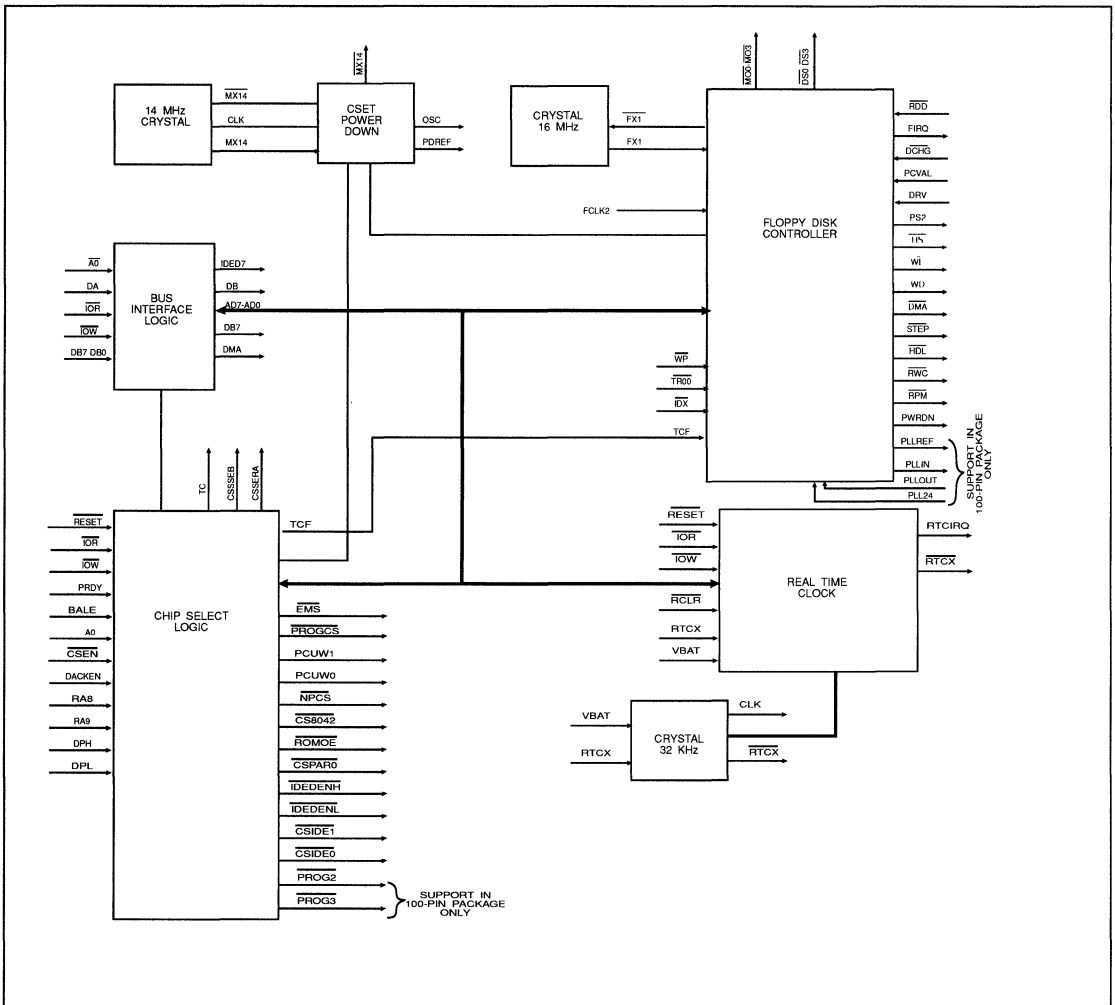 MX14
14 MHz
CRYSTAL
MX14
CLK
MX14
CSET
POWER
DOWN
OSC
PDREF
CRYSTAL
16 MHz
FX1
FX1
MO0-MO3
DS0 DS3
FCLK2
FLOPPY DISK
CONTROLLER
RDD
FIRQ
DCHG
PCVAL
DRV
PS2
WD
DMA
STEP
HDL
RWC
RPM
PWRDN
PLLREF
PLLIN
PLLOUT
PLL24
SUPPORT IN
100-PIN PACKAGE
ONLY
WP
TR00
IDX
TCF
A0
DA
IOR
IOW
DB7 DB0
BUS
INTERFACE
LOGIC
IDED7
DB
AD7-AD0
DB7
DMA
TC
CSSSEB
CSSERA
RESET
IOR
IOW
PRDY
BALE
A0
CSEN
DACKEN
RA8
RA9
DPH
DPL
CHIP SELECT
LOGIC
TCF
EMS
PROGCS
PCUW1
PCUW0
NPCS
CS8042
ROMOE
CSPAR0
IDEDENH
IDEDENL
CSIDE1
CSIDE0
PROG2
PROG3
SUPPORT IN
100-PIN PACKAGE
ONLY
RESET
IOR
IOW
RCLR
RTCX
VBAT
REAL TIME
CLOCK
RTCIRQ
RTCX
VBAT
RTCX
CRYSTAL
32 KHz
CLK
RTCX